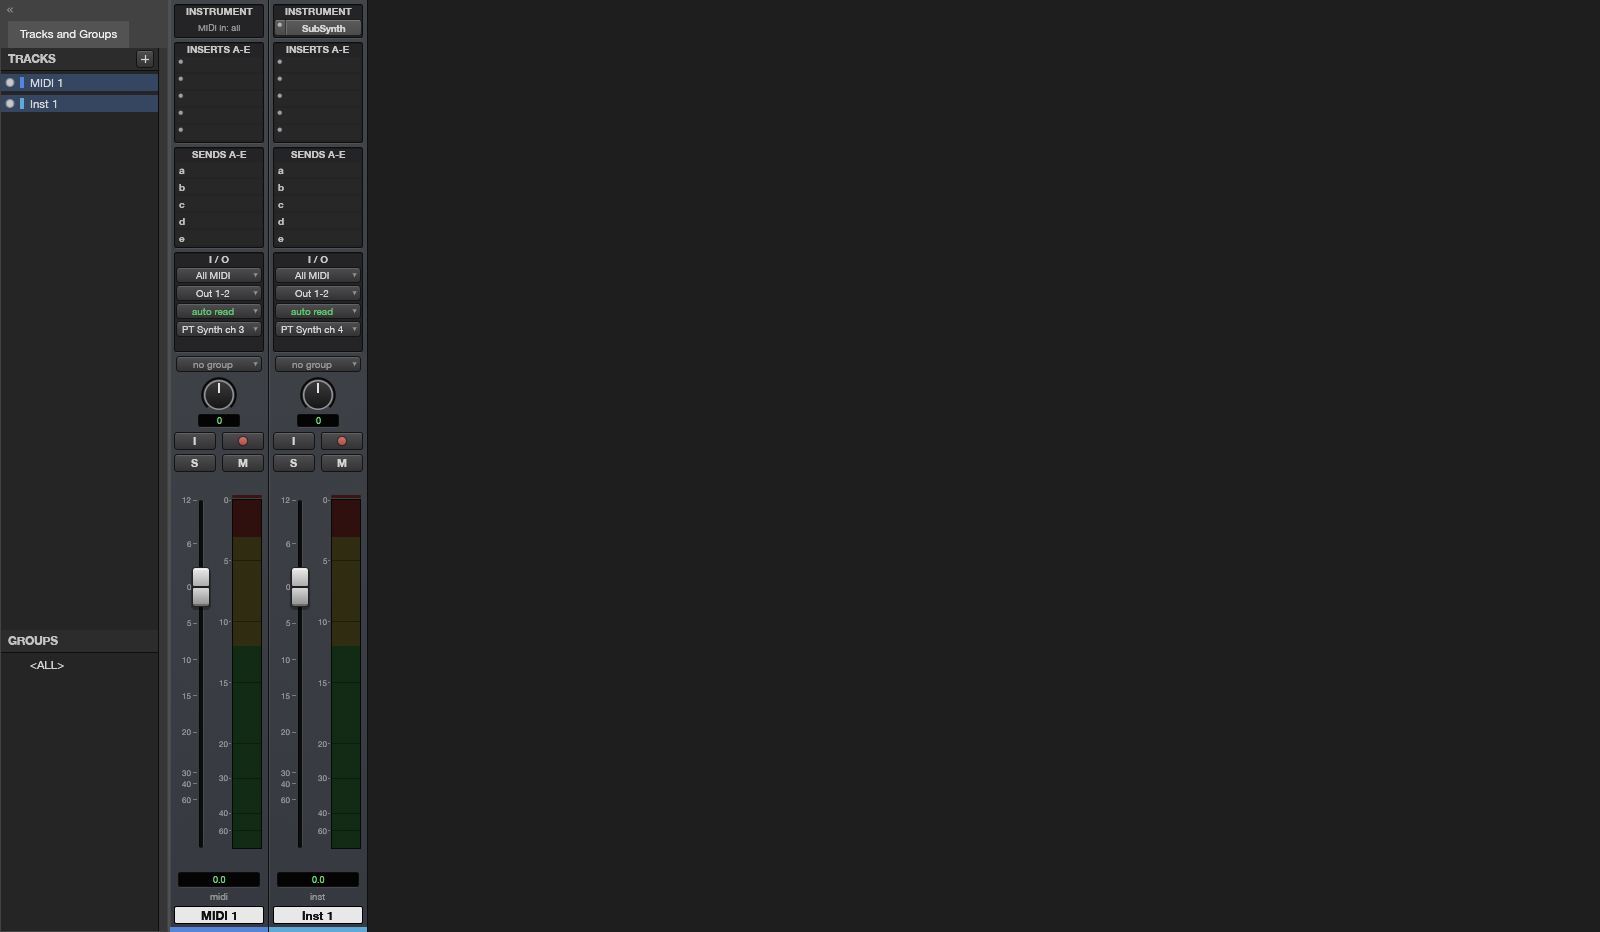 «
Tracks and Groups
TRACKS
+
MIDI 1
Inst 1
GROUPS
<ALL>
INSTRUMENT
MIDI in: all
INSERTS A-E
SENDS A-E
a
b
c
d
e
I / O
All MIDI
Out 1-2
auto read
PT Synth ch 3
no group
0
I
S M
12 0
6
5
0
5 10
10
15 15
20 20
30 30
40
60
40
60
0.0
midi
MIDI 1
INSTRUMENT
SubSynth
INSERTS A-E
SENDS A-E
a
b
c
d
e
I / O
All MIDI
Out 1-2
auto read
PT Synth ch 4
no group
0
I
S M
12 0
6
5
0
5 10
10
15 15
20 20
30 30
40
60
40
60
0.0
inst
Inst 1